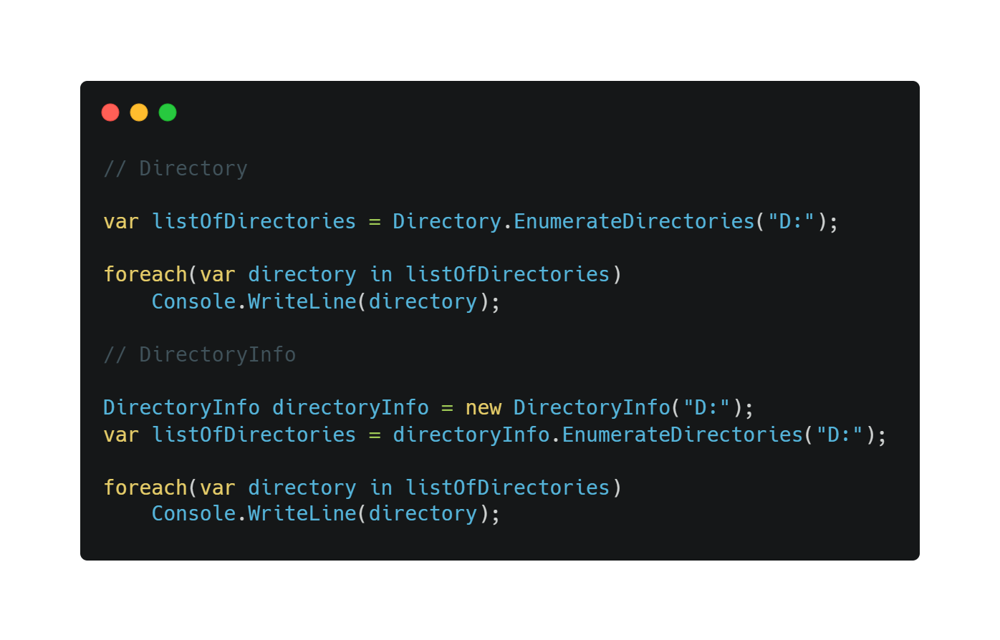 // Directory
var listOfDirectories = Directory.EnumerateDirectories("D:");
foreach(var directory in listOfDirectories)
    Console.WriteLine(directory);
// DirectoryInfo
DirectoryInfo directoryInfo = new DirectoryInfo("D:");
var listOfDirectories = directoryInfo.EnumerateDirectories("D:");
foreach(var directory in listOfDirectories)
    Console.WriteLine(directory);